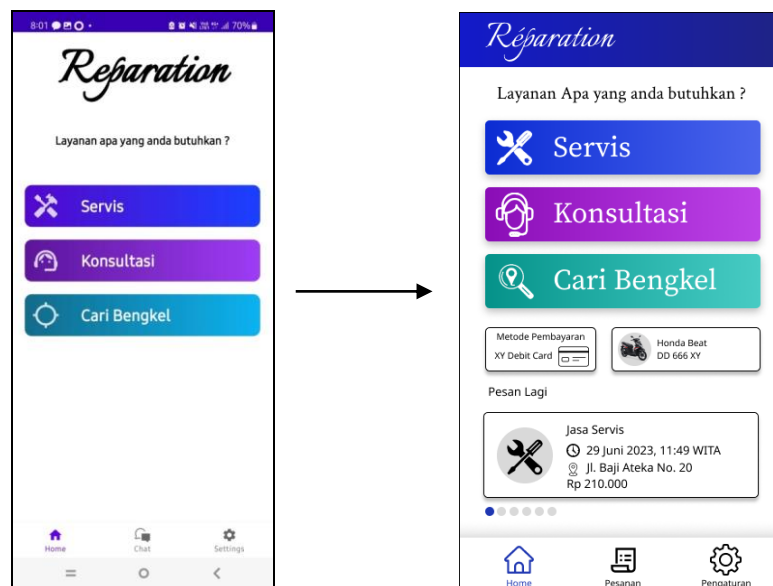 8:01
70%
Reparation
Layanan apa yang anda butuhkan ?
Servis
Konsultasi
Cari Bengkel
Home
Chat
Settings
Réparation
Layanan Apa yang anda butuhkan ?
Servis
Konsultasi
Cari Bengkel
Metode Pembayaran
XY Debit Card
Honda Beat
DD 666 XY
Pesan Lagi
Jasa Servis
29 Juni 2023, 11:49 WITA
Jl. Baji Ateka No. 20
Rp 210.000
Home
Pesanan
Pengaturan